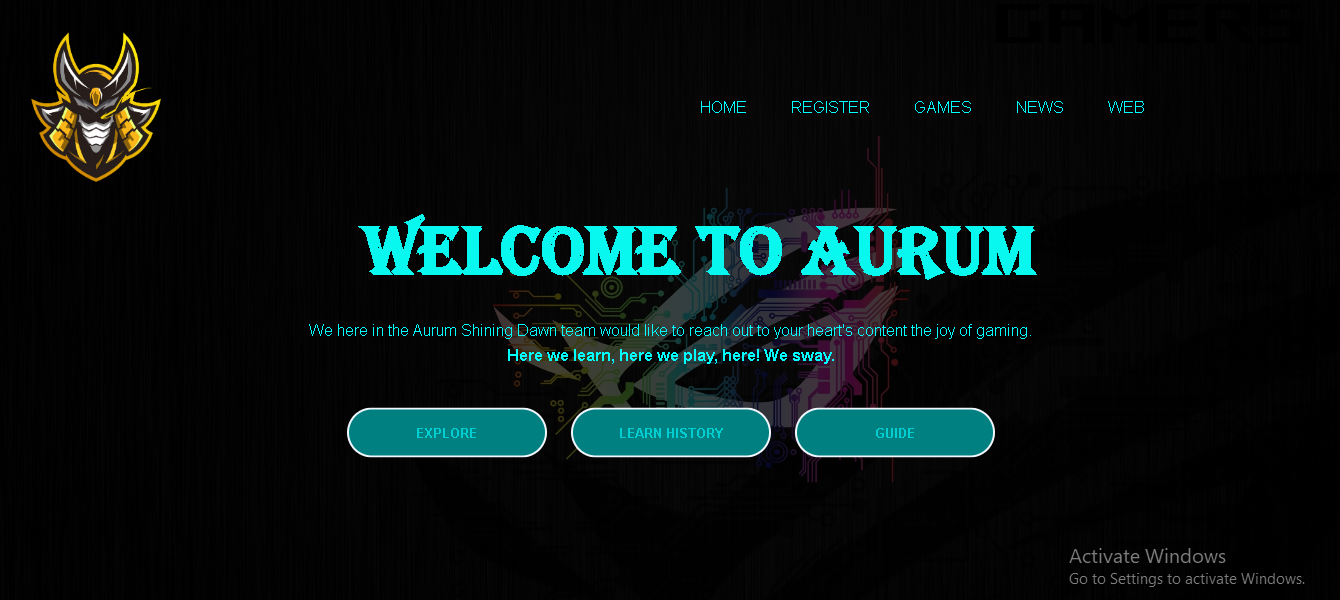 GAMERS
HOME REGISTER GAMES NEWS WEB
WELCOME TO AURUM
We here in the Aurum Shining Dawn team would like to reach out to your heart's content the joy of gaming.
Here we learn, here we play, here! We sway.
EXPLORE LEARN HISTORY GUIDE
Activate Windows
Go to Settings to activate Windows.